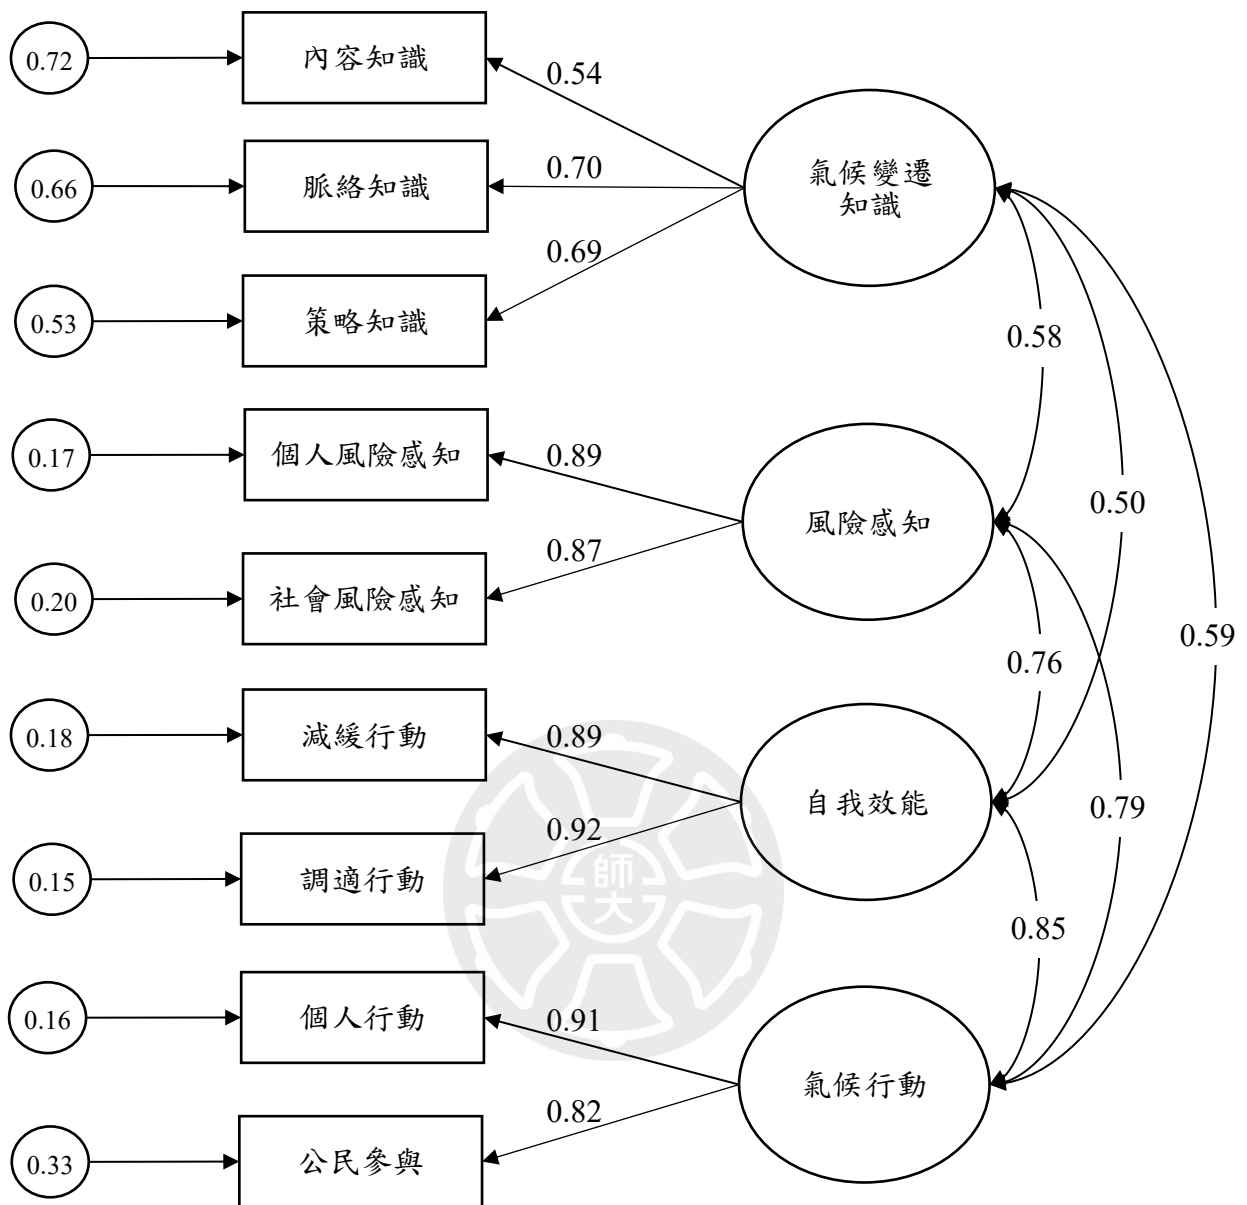 0.72
內容知識
0.54
0.66
脈絡知識
0.70
氣候變遷
知識
0.53
策略知識
0.69
0.58
0.17
個人風險感知
0.89
風險感知
0.50
0.20
社會風險感知
0.87
0.76
0.59
0.18
減緩行動
0.89
自我效能
0.79
0.15
調適行動
0.92
師大
0.85
0.16
個人行動
0.91
氣候行動
0.33
公民參與
0.82